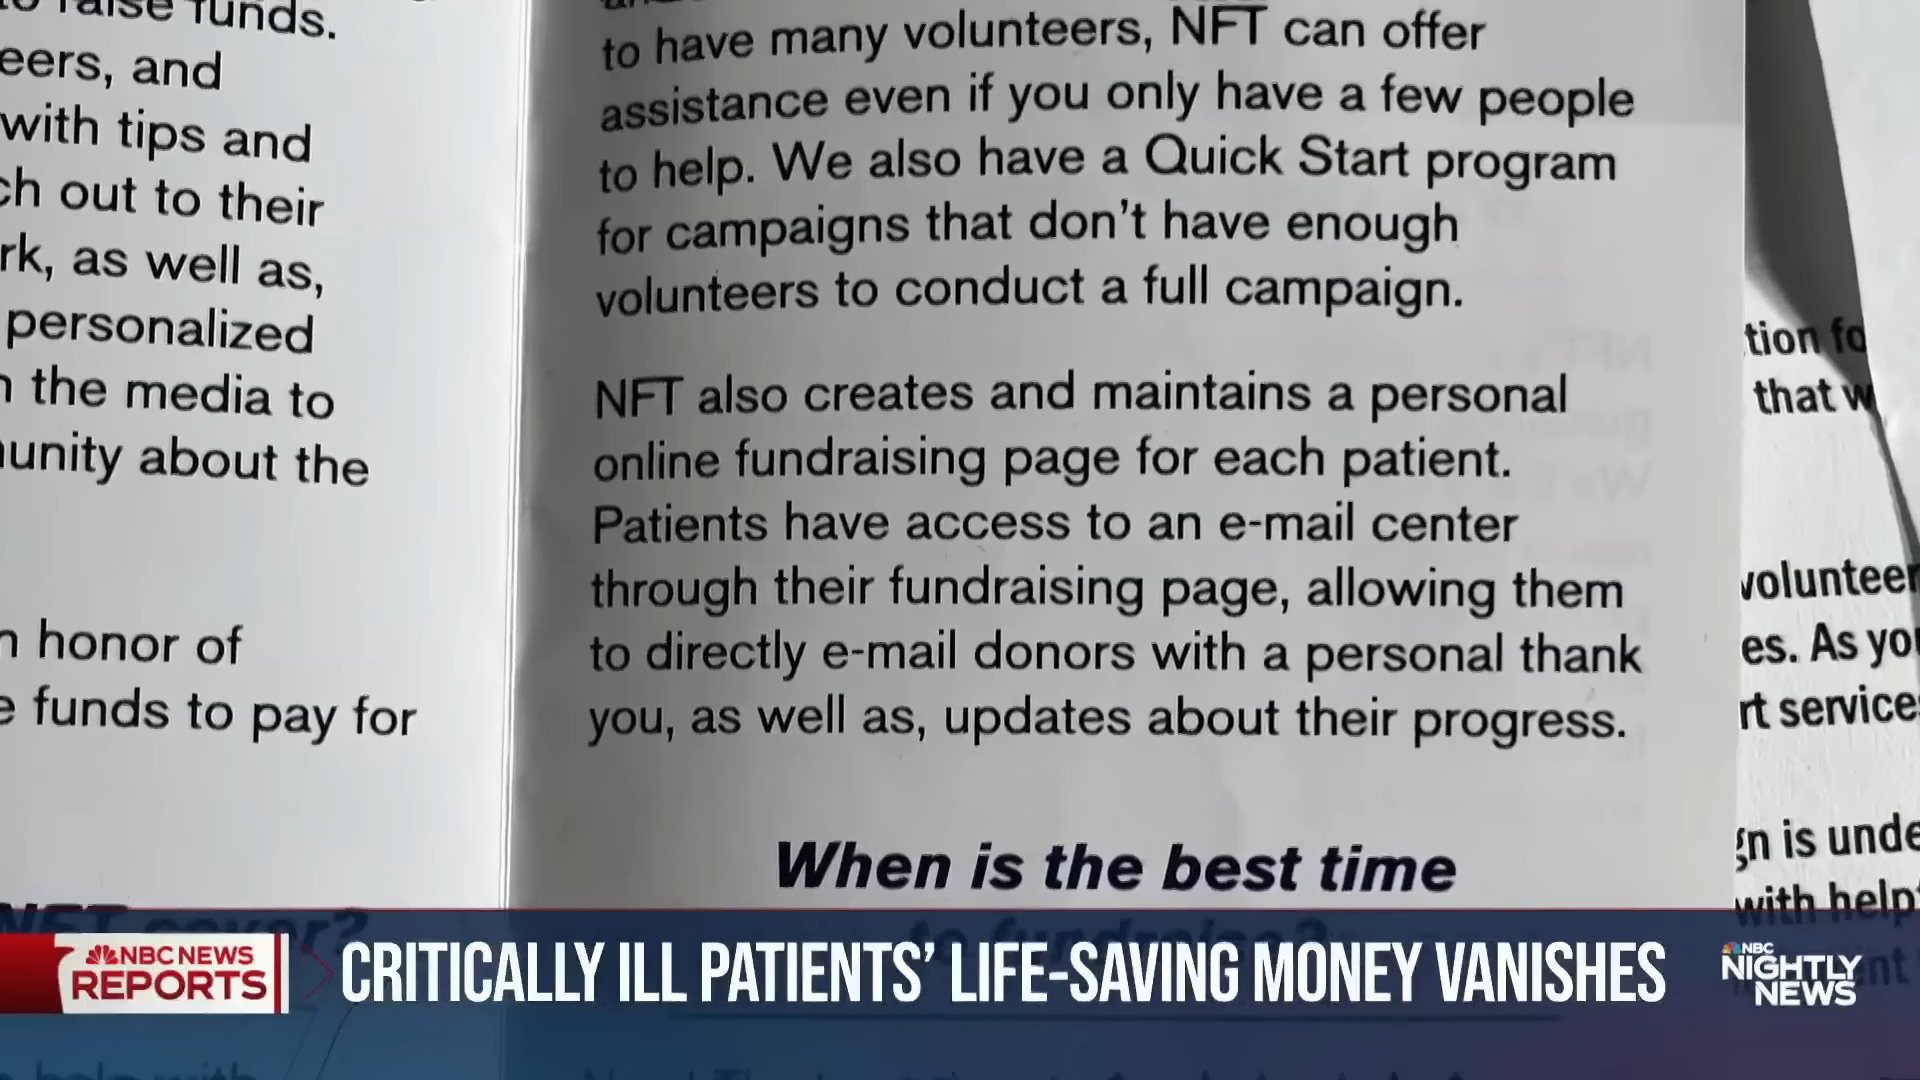 to raise funds.
eers, and
with tips and
ch out to their
rk, as well as,
personalized
n the media to
unity about the
n honor of
e funds to pay for
NFT cover?
to have many volunteers, NFT can offer
assistance even if you only have a few people
to help. We also have a Quick Start program
for campaigns that don't have enough
volunteers to conduct a full campaign.
NFT also creates and maintains a personal
online fundraising page for each patient.
Patients have access to an e-mail center
through their fundraising page, allowing them
to directly e-mail donors with a personal thank
you, as well as, updates about their progress.
When is the best time
to fundraise?
tion fo
that w
volunteer
es. As you
rt service
gn is unde
with help
NBC NEWS
REPORTS
CRITICALLY ILL PATIENTS' LIFE-SAVING MONEY VANISHES
NBC
NIGHTLY
NEWS